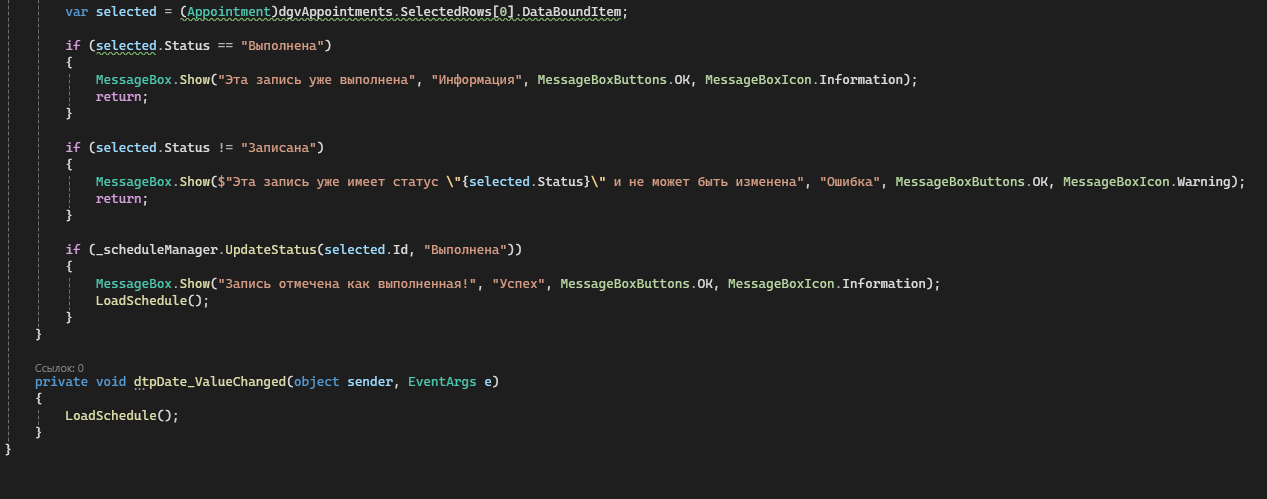 var selected = (Appointment)dgvAppointments.SelectedRows[0].DataBoundItem;
if (selected.Status == "Выполнена")
{
MessageBox.Show("Эта запись уже выполнена", "Информация", MessageBoxButtons.OK, MessageBoxIcon.Information);
return;
}
if (selected.Status != "Записана")
{
MessageBox.Show($"Эта запись уже имеет статус \"{selected.Status}\" и не может быть изменена", "Ошибка", MessageBoxButtons.OK, MessageBoxIcon.Warning);
return;
}
if (_scheduleManager.UpdateStatus(selected.Id, "Выполнена"))
{
MessageBox.Show("Запись отмечена как выполненная!", "Успех", MessageBoxButtons.OK, MessageBoxIcon.Information);
LoadSchedule();
}
}
Ссылок: 0
private void dtpDate_ValueChanged(object sender, EventArgs e)
{
LoadSchedule();
}
}